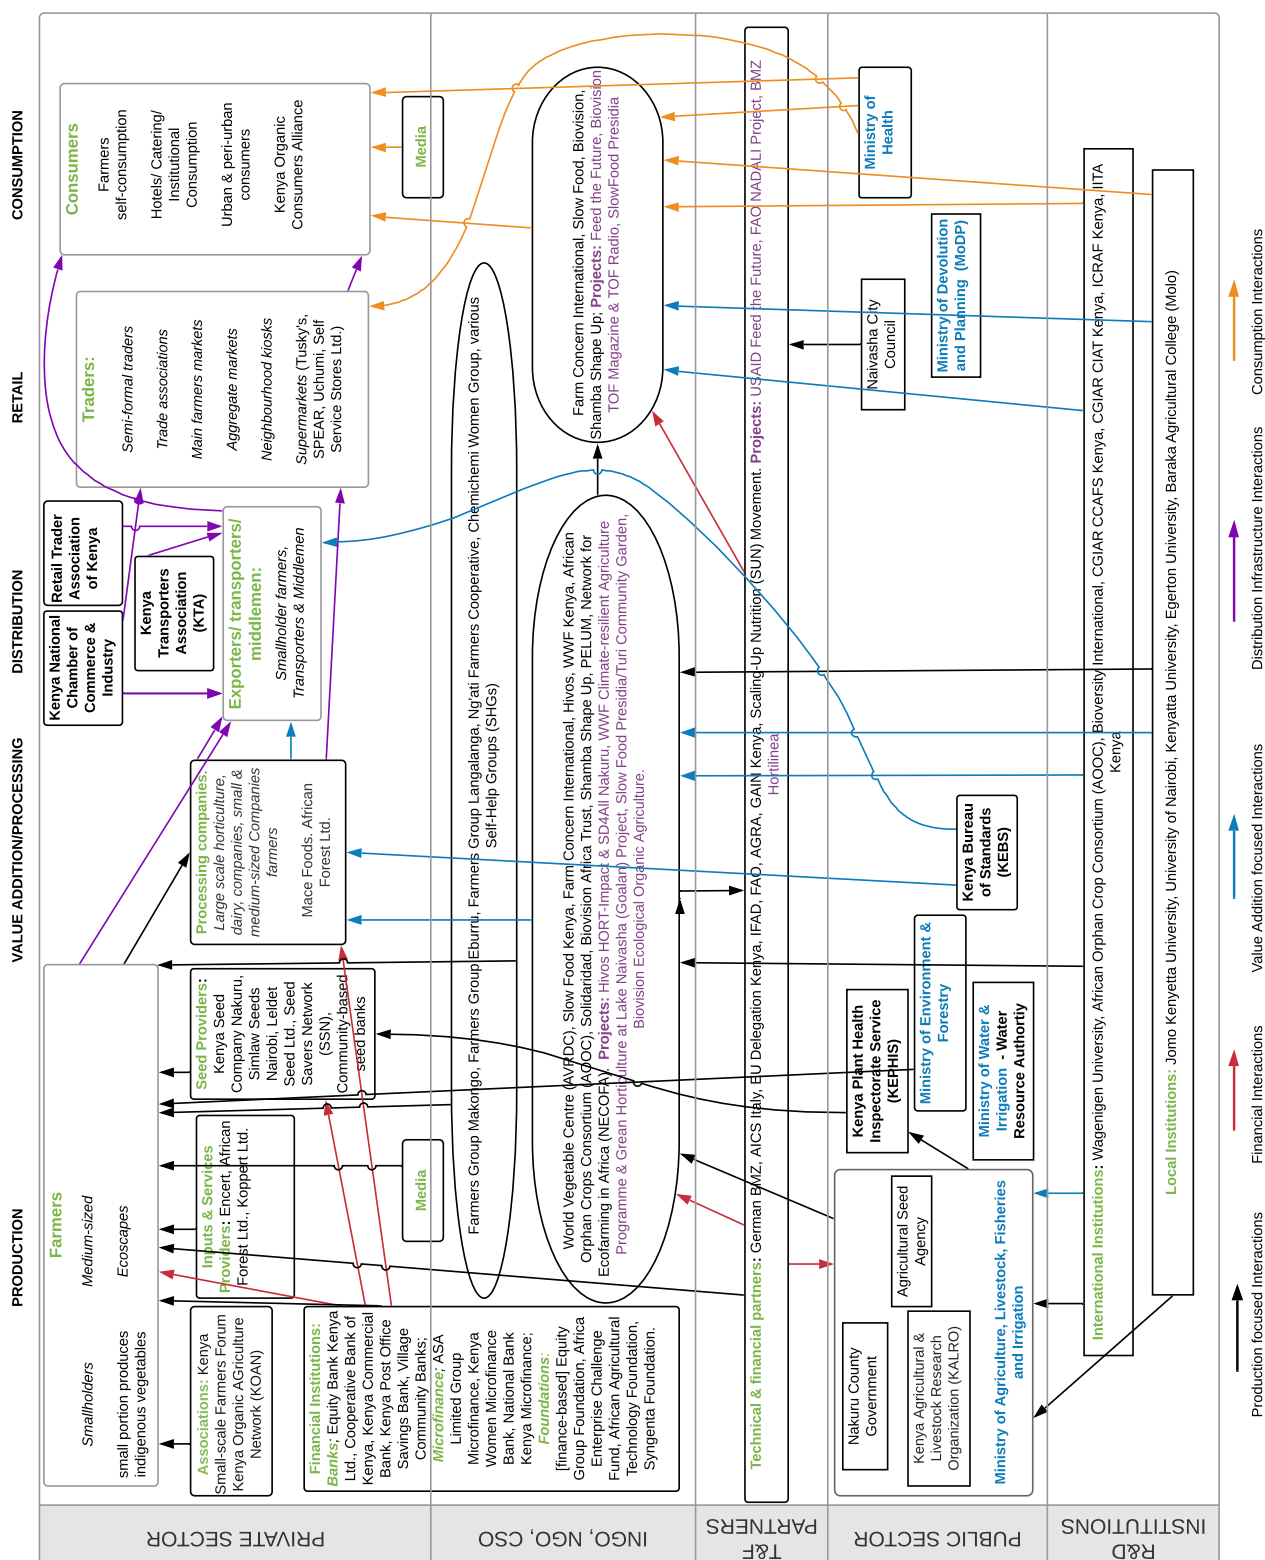 PRODUCTION
VALUE ADDITION/PROCESSING
DISTRIBUTION
RETAIL
CONSUMPTION
PRIVATE SECTOR
INGO, NGO, CSO
T&F
PARTNERS
PUBLIC SECTOR
R&D
INSTITUTIONS
Farmers
Smallholders
Medium-sized
small portion produces
indigenous vegetables
Ecoscapes
Associations: Kenya
Small-scale Farmers Forum
Kenya Organic AGriculture
Network (KOAN)
Inputs & Services
Providers: Encert, African
Forest Ltd., Koppert Ltd.
Seed Providers:
Kenya Seed
Company Nakuru,
Simlaw Seeds
Nairobi, Leldet
Seed Ltd., Seed
Savers Network
(SSN),
Community-based
seed banks
Financial Institutions:
Banks; Equity Bank Kenya
Ltd., Cooperative Bank of
Kenya, Kenya Commercial
Bank, Kenya Post Office
Savings Bank, Village
Community Banks;
Microfinance; ASA
Limited Group
Microfinance, Kenya
Women Microfinance
Bank, National Bank
Kenya Microfinance;
Foundations:
[finance-based] Equity
Group Foundation, Africa
Enterprise Challenge
Fund, African Agricultural
Technology Foundation,
Syngenta Foundation.
Media
Processing companies:
Large scale horticulture,
dairy, companies, small &
medium-sized Companies
farmers
Mace Foods. African
Forest Ltd.
Kenya National
Chamber of
Commerce &
Industry
Retail Trader
Association
of Kenya
Kenya
Transporters
Association
(KTA)
Exporters/ transporters/
middlemen:
Smallholder farmers,
Transporters & Middlemen
Traders:
Semi-formal traders
Trade associations
Main farmers markets
Aggregate markets
Neighbourhood kiosks
Supermarkets (Tusky's,
SPEAR, Uchumi, Self
Service Stores Ltd.)
Consumers
Farmers
self-consumption
Hotels/ Catering/
Institutional
Consumption
Urban & peri-urban
consumers
Kenya Organic
Consumers Alliance
Media
Farmers Group Makongo, Farmers Group Eburru, Farmers Group Langalanga, Ng'ati Farmers Cooperative, Chemichemi Women Group, various
Self-Help Groups (SHGs)
World Vegetable Centre (AVRDC), Slow Food Kenya, Farm Concern International, Hivos, WWF Kenya, African
Orphan Crops Consortium (AOOC), Solidaridad, Biovision Africa Trust, Shamba Shape Up, PELUM, Network for
Ecofarming in Africa (NECOFA). Projects: Hivos HORT-Impact & SD4All Nakuru, WWF Climate-resilient Agriculture
Programme & Grean Horticulture at Lake Naivasha (Goalan) Project, Slow Food Presidia/Turi Community Garden,
Biovision Ecological Organic Agriculture.
Farm Concern International, Slow Food, Biovision,
Shamba Shape Up; Projects: Feed the Future, Biovision
TOF Magazine & TOF Radio, SlowFood Presidia
Technical & financial partners: German BMZ, AICS Italy, EU Delegation Kenya, IFAD, FAO, AGRA, GAIN Kenya, Scaling-Up Nutrition (SUN) Movement. Projects: USAID Feed the Future, FAO NADALI Project, BMZ
Hortilinea
Nakuru County
Government
Agricultural Seed
Agency
Kenya Agricultural &
Livestock Research
Organization (KALRO)
Ministry of Agriculture, Livestock, Fisheries
and Irrigation
Kenya Plant Health
Inspectorate Service
(KEPHIS)
Ministry of Environment &
Forestry
Ministry of Water &
Irrigation - Water
Resource Authortiy
Kenya Bureau
of Standards
(KEBS)
Naivasha City
Council
Ministry of Devolution
and Planning (MoDP)
Ministry of
Health
International Institutions: Wagenigen University, African Orphan Crop Consortium (AOOC), Bioversity International, CGIAR CCAFS Kenya, CGIAR CIAT Kenya, ICRAF Kenya, IITA
Kenya
Local Institutions: Jomo Kenyetta University, University of Nairobi, Kenyatta University, Egerton University, Baraka Agricultural College (Molo)
Production focused Interactions
Financial Interactions
Value Addition focused Interactions
Distribution Infrastructure Interactions
Consumption Interactions